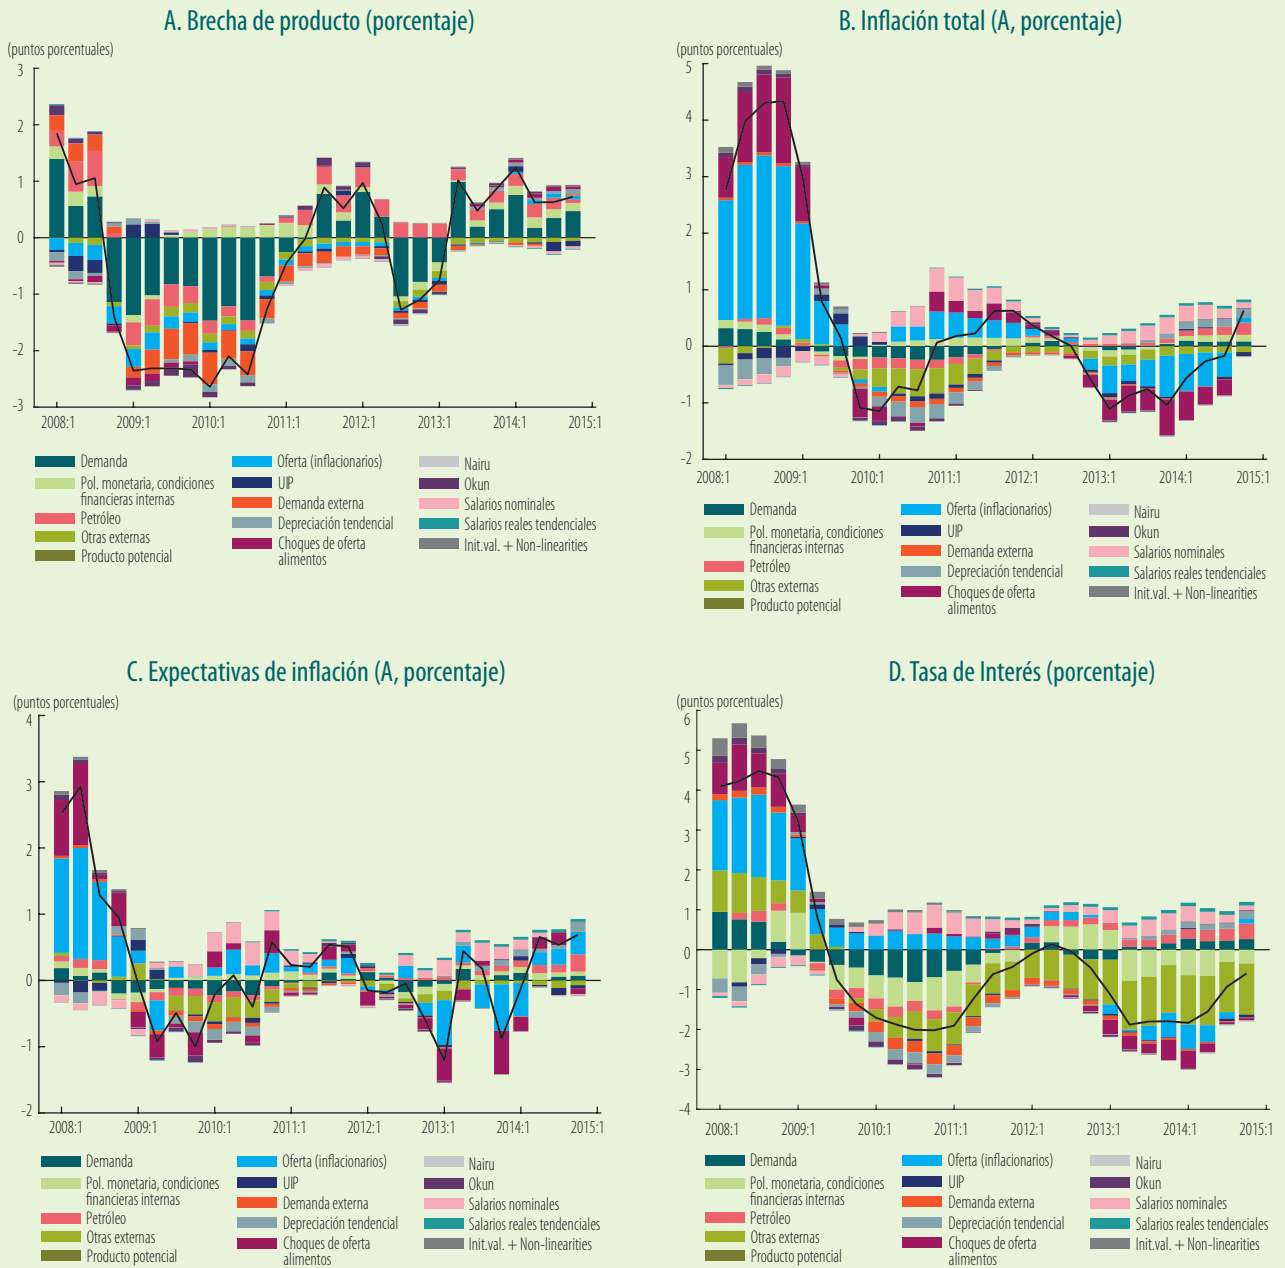 A. Brecha de producto (porcentaje)
(puntos porcentuales)
3
2
1
0
-1
-2
-3
2008:1 2009:1 2010:1 2011:1 2012:1 2013:1 2014:1 2015:1
Demanda
Pol. monetaria, condiciones
financieras internas
Petróleo
Otras externas
Producto potencial
Oferta (inflacionarios)
UIP
Demanda externa
Depreciación tendencial
Choques de oferta
alimentos
Nairu
Okun
Salarios nominales
Salarios reales tendenciales
Init.val. + Non-linearities
B. Inflación total (A, porcentaje)
(puntos porcentuales)
5
4
3
2
1
0
-1
-2
2008:1 2009:1 2010:1 2011:1 2012:1 2013:1 2014:1 2015:1
Demanda
Pol. monetaria, condiciones
financieras internas
Petróleo
Otras externas
Producto potencial
Oferta (inflacionarios)
UIP
Demanda externa
Depreciación tendencial
Choques de oferta
alimentos
Nairu
Okun
Salarios nominales
Salarios reales tendenciales
Init.val. + Non-linearities
C. Expectativas de inflación (A, porcentaje)
(puntos porcentuales)
4
3
2
1
0
-1
-2
2008:1 2009:1 2010:1 2011:1 2012:1 2013:1 2014:1 2015:1
Demanda
Pol. monetaria, condiciones
financieras internas
Petróleo
Otras externas
Producto potencial
Oferta (inflacionarios)
UIP
Demanda externa
Depreciación tendencial
Choques de oferta
alimentos
Nairu
Okun
Salarios nominales
Salarios reales tendenciales
Init.val. + Non-linearities
D. Tasa de Interés (porcentaje)
(puntos porcentuales)
6
5
4
3
2
1
0
-1
-2
-3
-4
2008:1 2009:1 2010:1 2011:1 2012:1 2013:1 2014:1 2015:1
Demanda
Pol. monetaria, condiciones
financieras internas
Petróleo
Otras externas
Producto potencial
Oferta (inflacionarios)
UIP
Demanda externa
Depreciación tendencial
Choques de oferta
alimentos
Nairu
Okun
Salarios nominales
Salarios reales tendenciales
Init.val. + Non-linearities